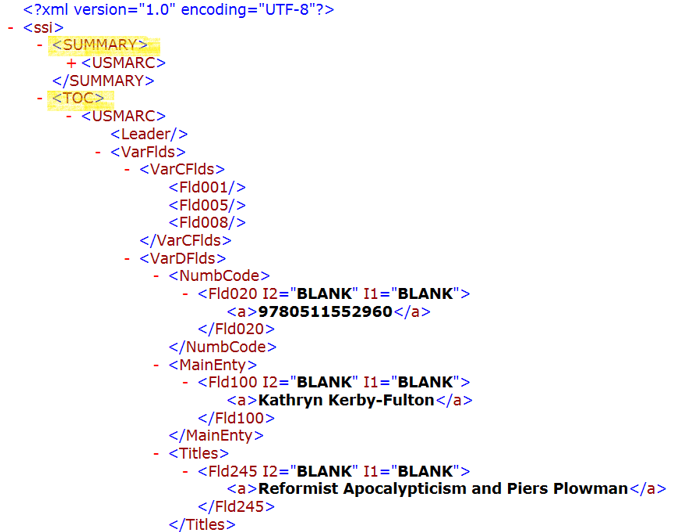 <?xml version="1.0" encoding="UTF-8"?>
- <ssi>
- <SUMMARY>
+ <USMARC>
</SUMMARY>
- <TOC>
- <USMARC>
<Leader/>
- <VarFlds>
- <VarCFlds>
<Fld001/>
<Fld005/>
<Fld008/>
</VarCFlds>
- <VarDFlds>
- <NumbCode>
- <Fld020 I2="BLANK" I1="BLANK">
<a>9780511552960</a>
</Fld020>
</NumbCode>
- <MainEnty>
- <Fld100 I2="BLANK" I1="BLANK">
<a>Kathryn Kerby-Fulton</a>
</Fld100>
</MainEnty>
- <Titles>
- <Fld245 I2="BLANK" I1="BLANK">
<a>Reformist Apocalypticism and Piers Plowman</a>
</Fld245>
</Titles>